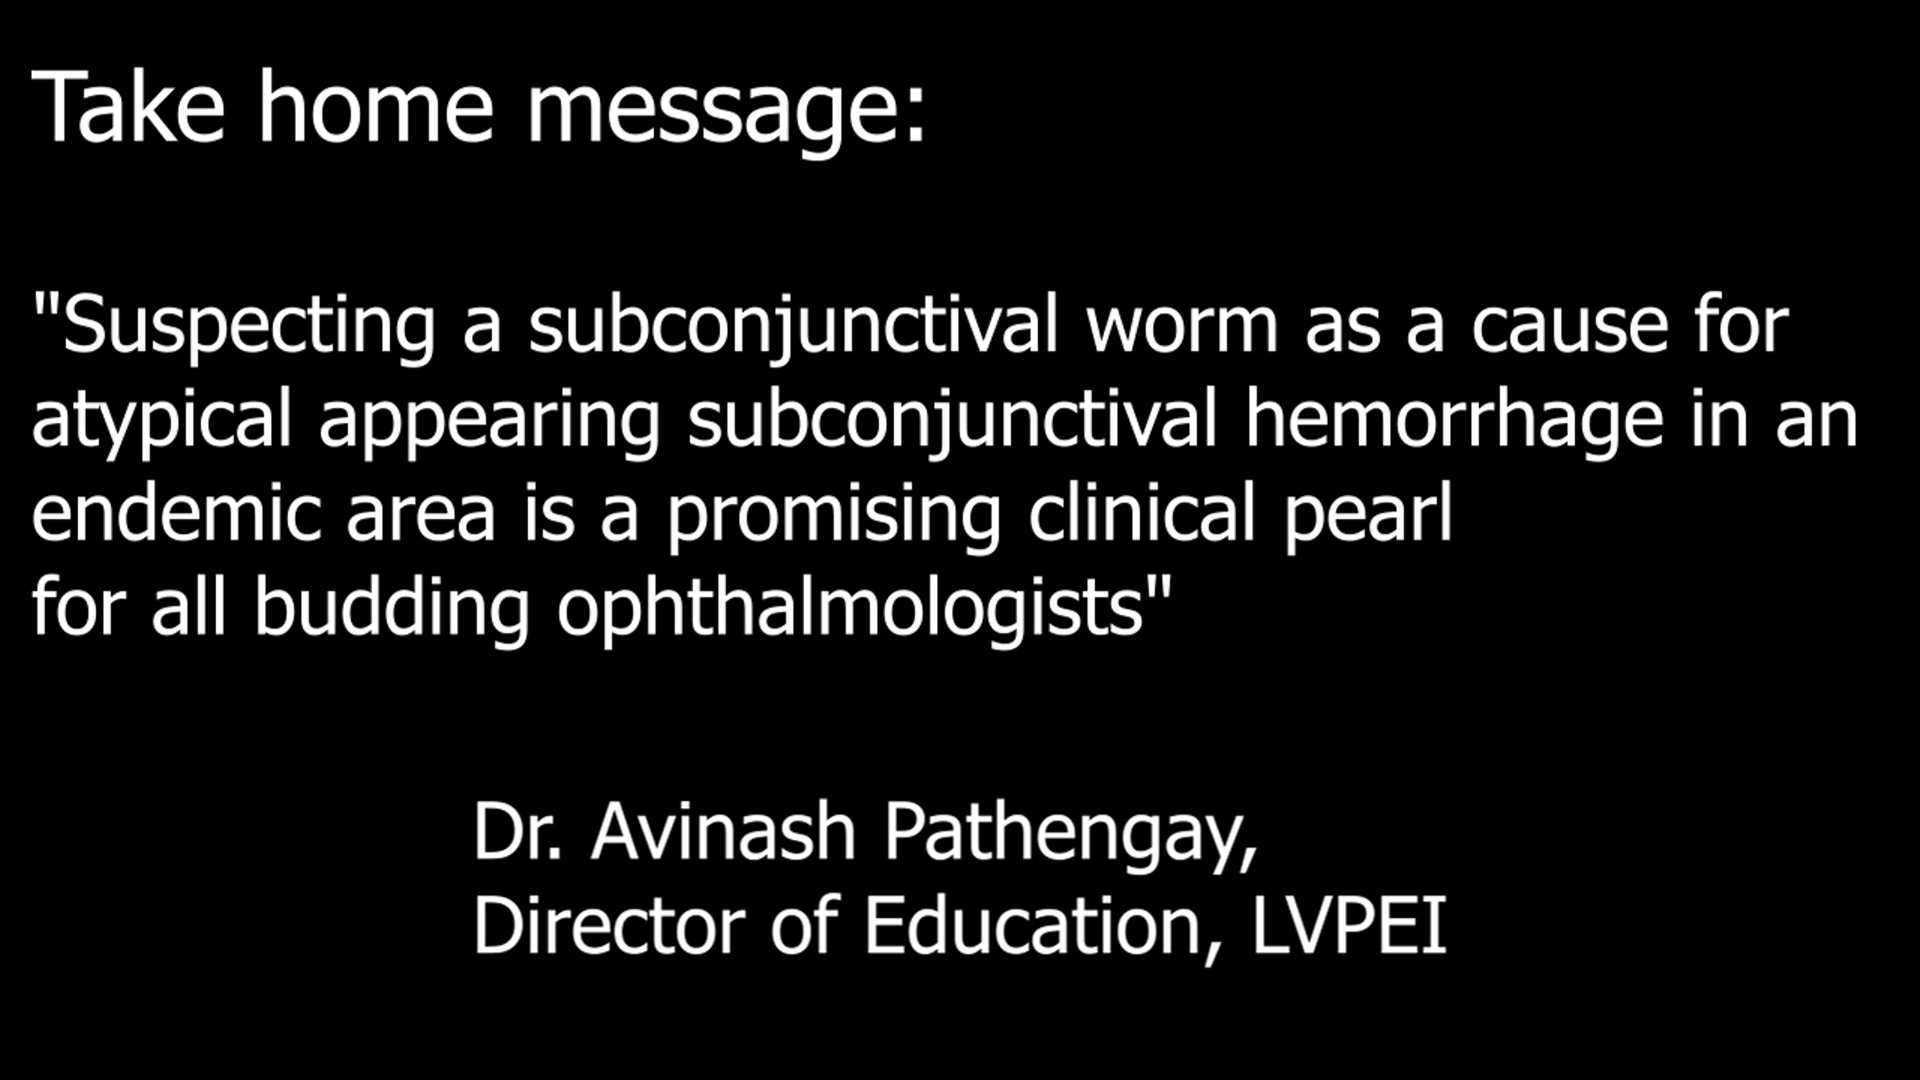 Take home message:
"Suspecting a subconjunctival worm as a cause for
atypical appearing subconjunctival hemorrhage in an
endemic area is a promising clinical pearl
for all budding ophthalmologists"
Dr. Avinash Pathengay,
Director of Education, LVPEI